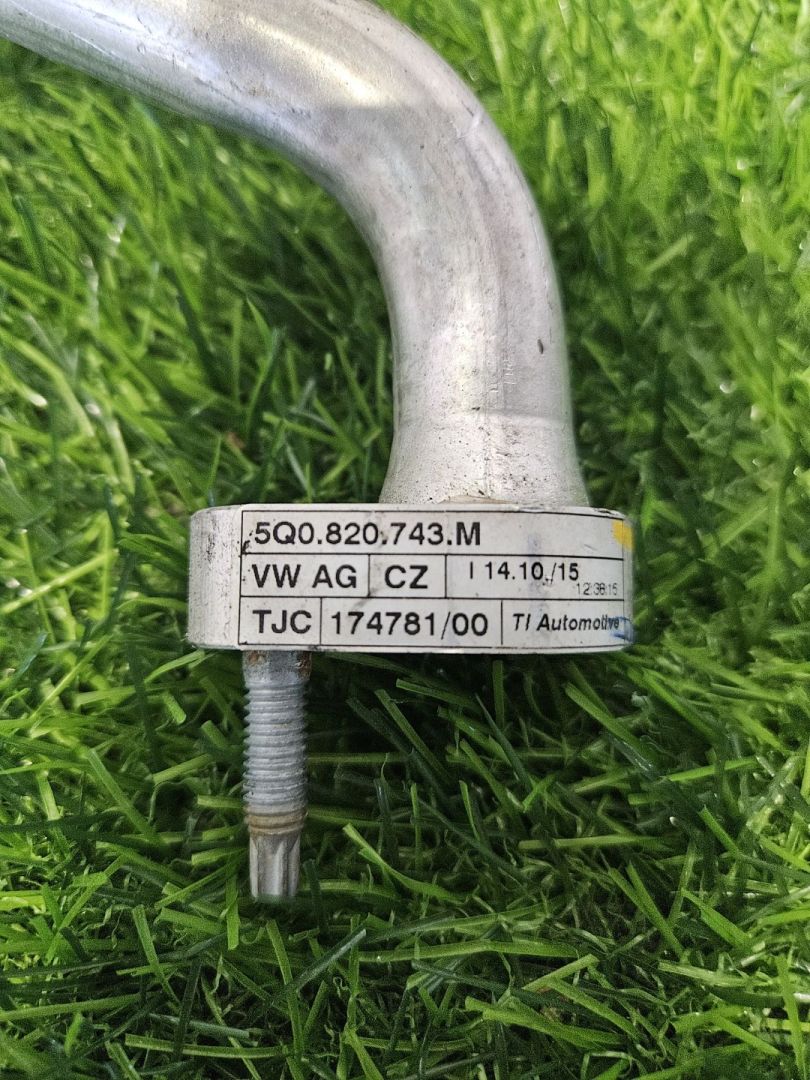 5Q0.820.743.M
VW AG CZ I 14.10./15 12:38:15
TJC 174781/00 TI Automotive